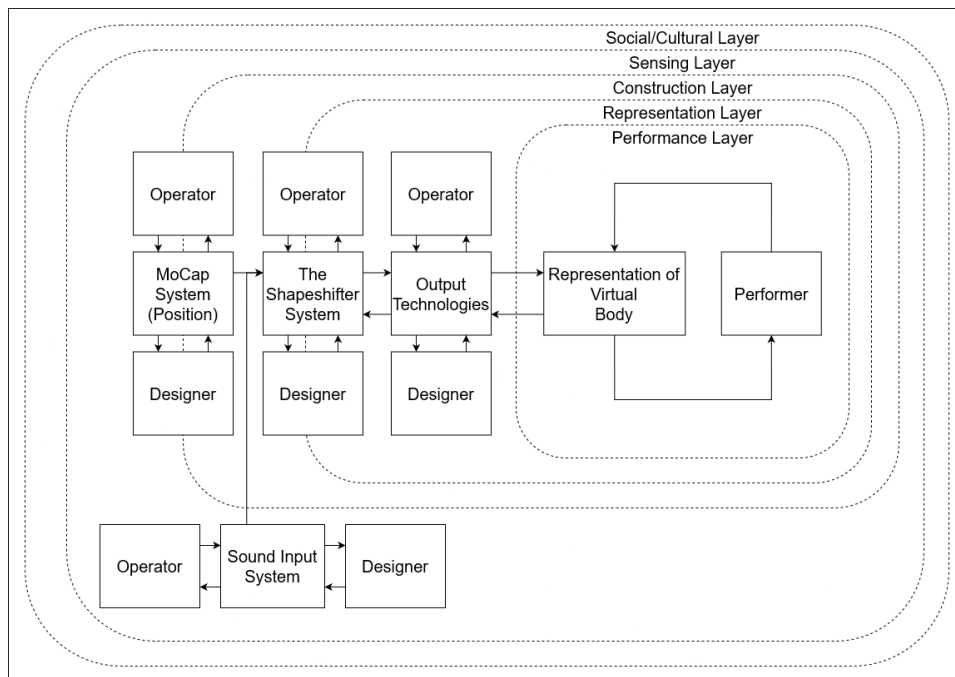 Social/Cultural Layer
Sensing Layer
Construction Layer
Representation Layer
Performance Layer
Operator
Operator
Operator
MoCap
System
(Position)
The
Shapeshifter
System
Output
Technologies
Representation of
Virtual
Body
Performer
Designer
Designer
Designer
Operator
Sound Input
System
Designer